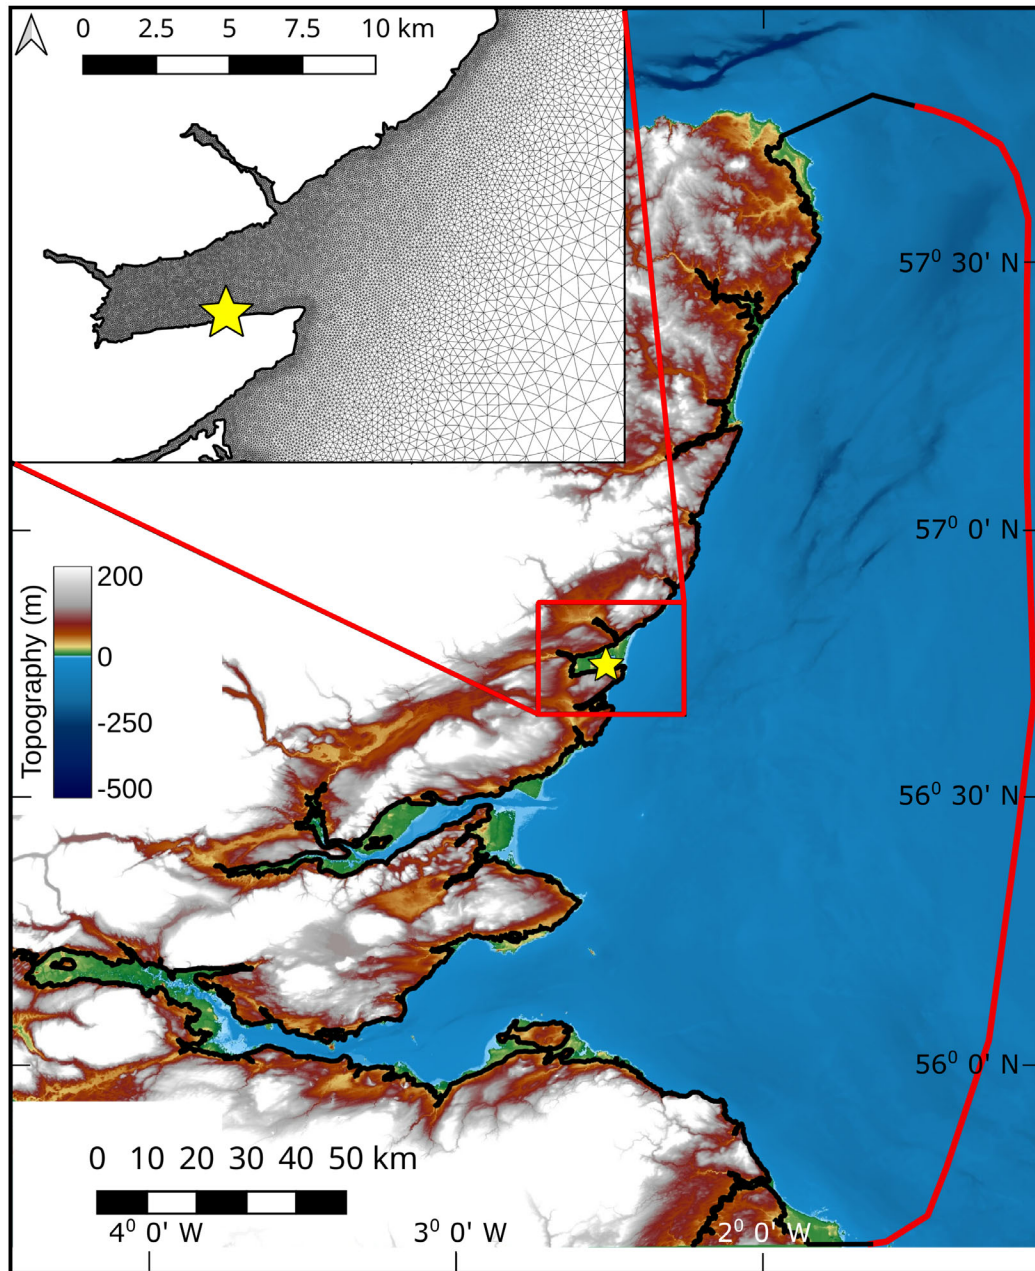 0 2.5 5 7.5 10 km
57⁰ 30' N
57⁰ 0' N
Topography (m)
200
0
-250
-500
56⁰ 30' N
56⁰ 0' N
0 10 20 30 40 50 km
4⁰ 0' W 3⁰ 0' W 2⁰ 0' W